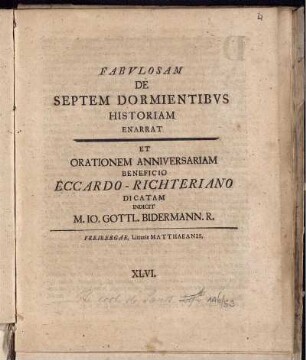 FABVLOSAM
DE
SEPTEM DORMIENTIBVS
HISTORIAM
ENARRAT
ET
ORATIONEM ANNIVERSARIAM
BENEFICIO
ECCARDO-RICHTERIANO
DICATAM
INDICIT
M. IO. GOTTL. BIDERMANN. R.
FREIBERGAE, Litteris MATTHAEANIS.
XLVI.